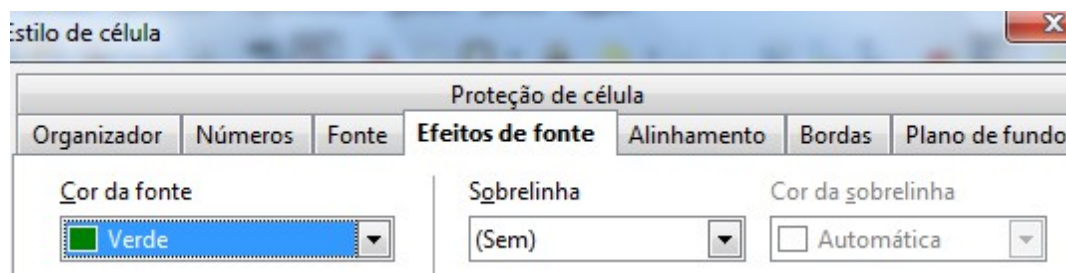 Estilo de célula
Proteção de célula
Organizador Números Fonte Efeitos de fonte Alinhamento Bordas Plano de fundo
Cor da fonte Sobrelinha Cor da sobrelinha
Verde (Sem) Automática